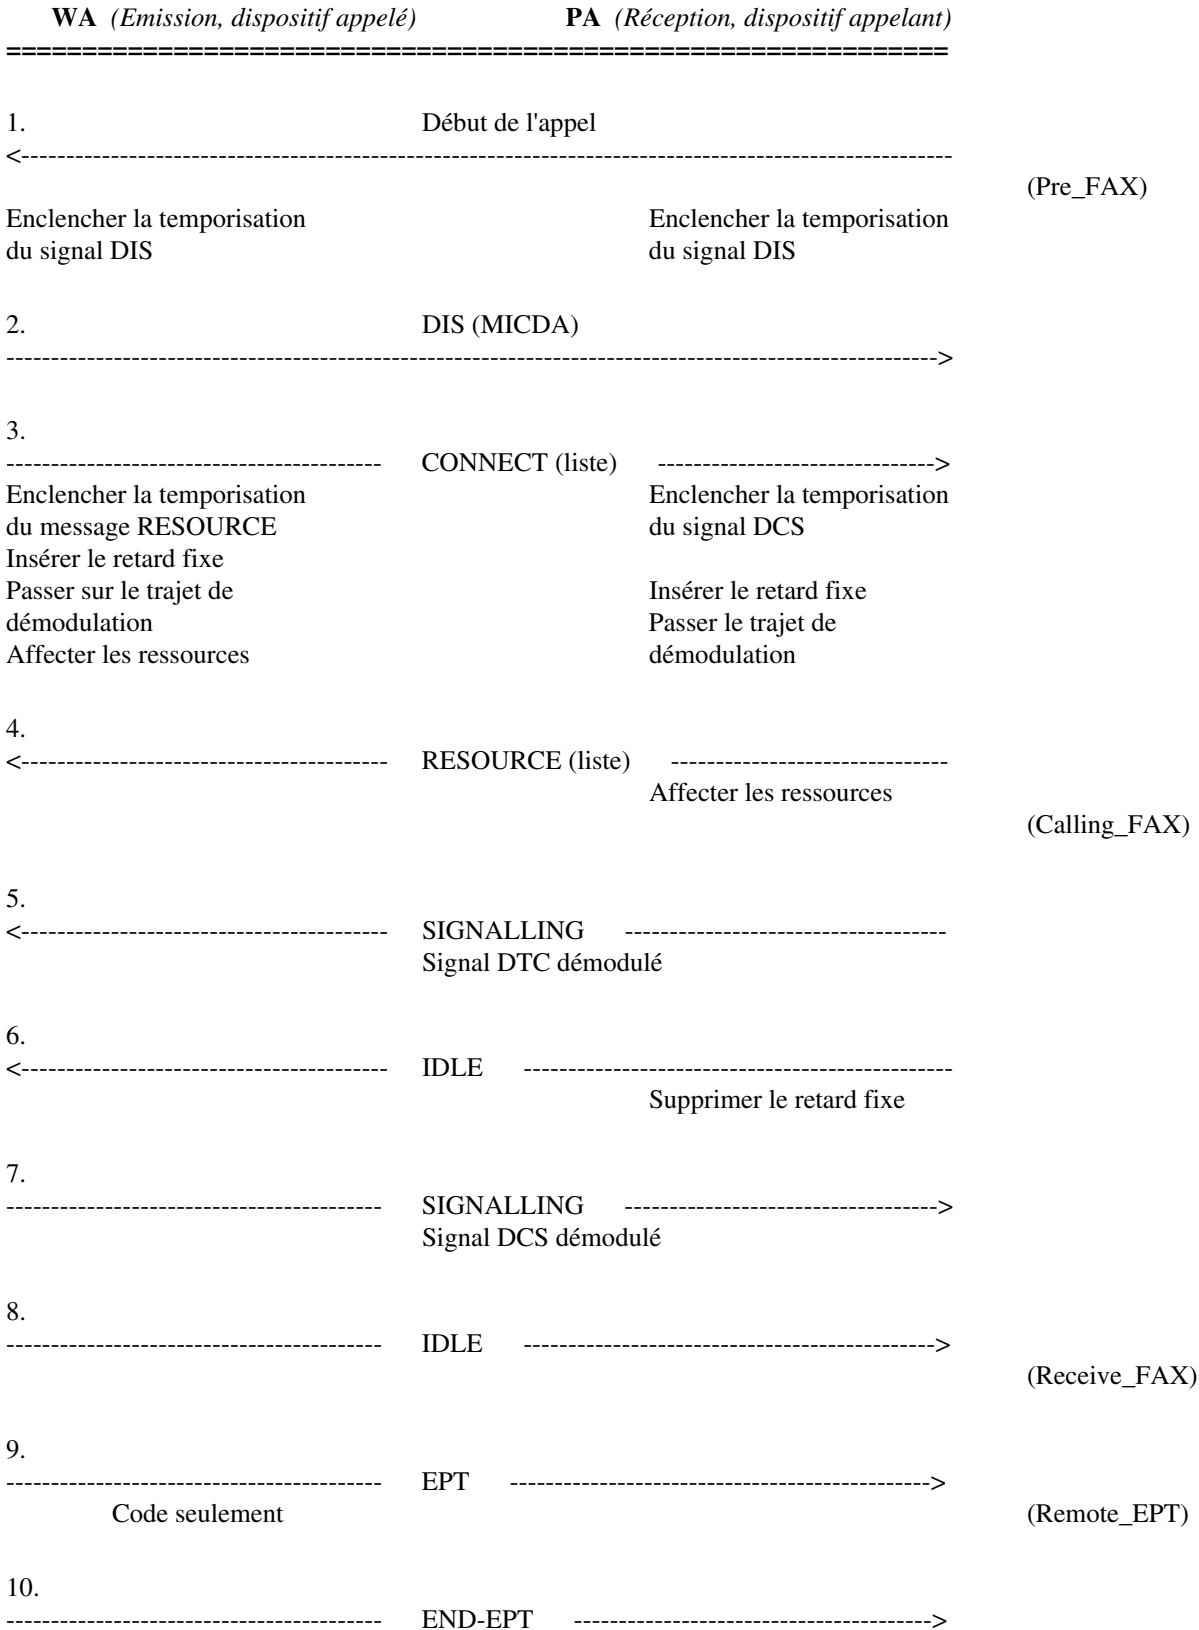 WA (Emission, dispositif appelé) PA (Réception, dispositif appelant)
==============================================================
1. Début de l'appel
<--------------------------------------------------------------------------------------------------------
(Pre_FAX)
Enclencher la temporisation Enclencher la temporisation
du signal DIS du signal DIS
2. DIS (MICDA)
-------------------------------------------------------------------------------------------------------->
3.
------------------------------------------ CONNECT (liste) ------------------------------->
Enclencher la temporisation Enclencher la temporisation
du message RESOURCE du signal DCS
Insérer le retard fixe
Passer sur le trajet de Insérer le retard fixe
démodulation Passer le trajet de
Affecter les ressources démodulation
4.
<----------------------------------------- RESOURCE (liste) -------------------------------
Affecter les ressources
(Calling_FAX)
5.
<----------------------------------------- SIGNALLING ------------------------------------
Signal DTC démodulé
6.
<----------------------------------------- IDLE ------------------------------------------------
Supprimer le retard fixe
7.
------------------------------------------ SIGNALLING ----------------------------------->
Signal DCS démodulé
8.
------------------------------------------ IDLE ---------------------------------------------->
(Receive_FAX)
9.
------------------------------------------ EPT ----------------------------------------------->
Code seulement (Remote_EPT)
10.
------------------------------------------ END-EPT ---------------------------------------->